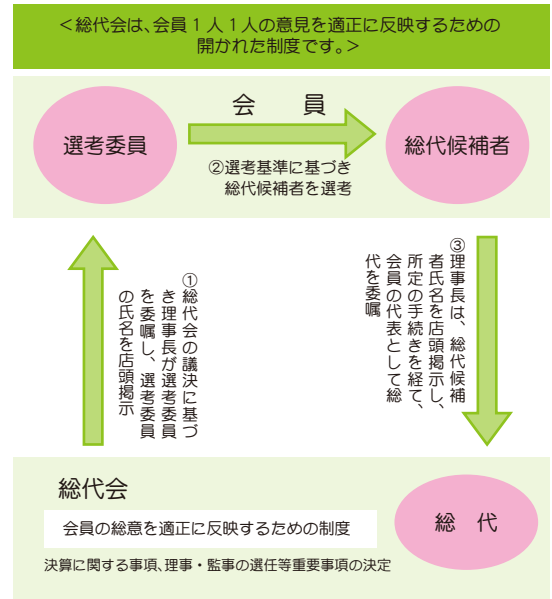 ＜総代会は、会員1人1人の意見を適正に反映するための
開かれた制度です。＞
会　員
選考委員
総代候補者
②選考基準に基づき
総代候補者を選考
①総代会の議決に基づ
き理事長が選考委員
を委嘱し、選考委員
の氏名を店頭掲示
③理事長は、総代候補
者氏名を店頭掲示し、
所定の手続きを経て、
会員の代表として総
代を委嘱
総代会
会員の総意を適正に反映するための制度
決算に関する事項、理事・監事の選任等重要事項の決定
総　代